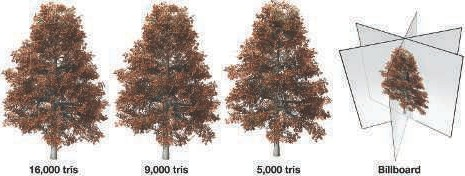 16,000 tris
9,000 tris
5,000 tris
Billboard